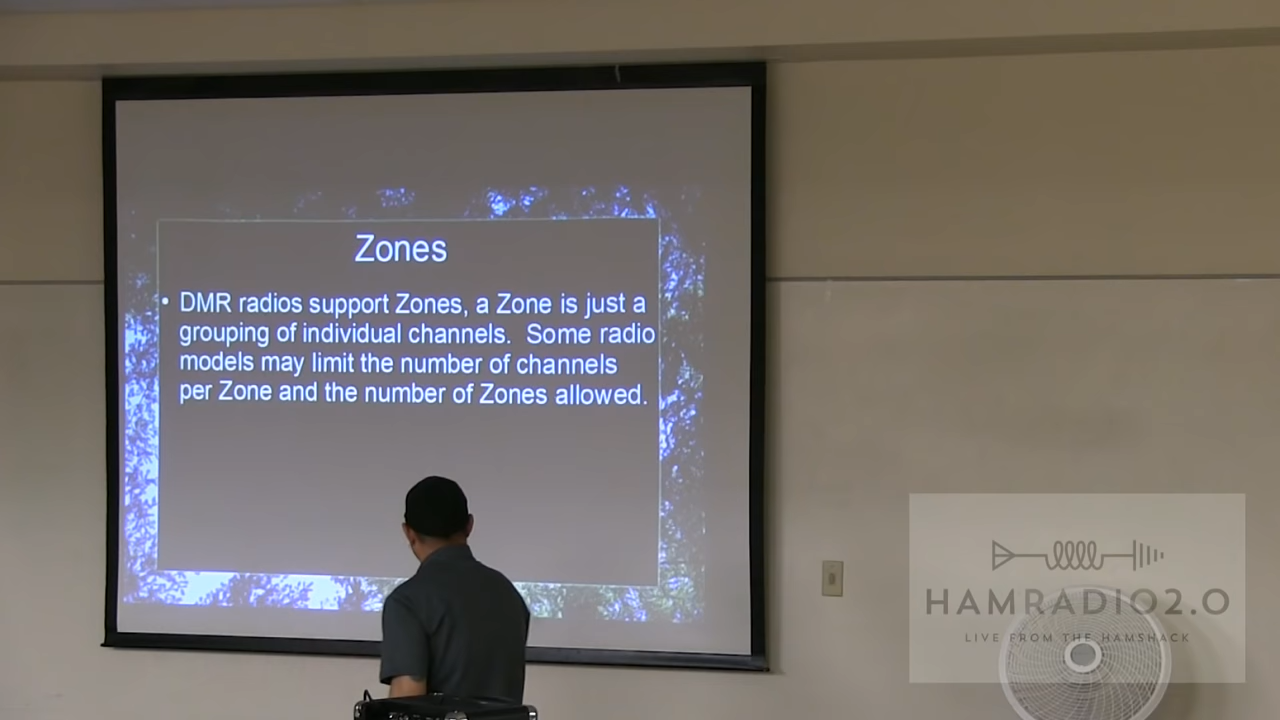 Zones
• DMR radios support Zones, a Zone is just a
grouping of individual channels.  Some radio
models may limit the number of channels
per Zone and the number of Zones allowed.
HAMRADIO2.0
LIVE FROM THE HAMSHACK